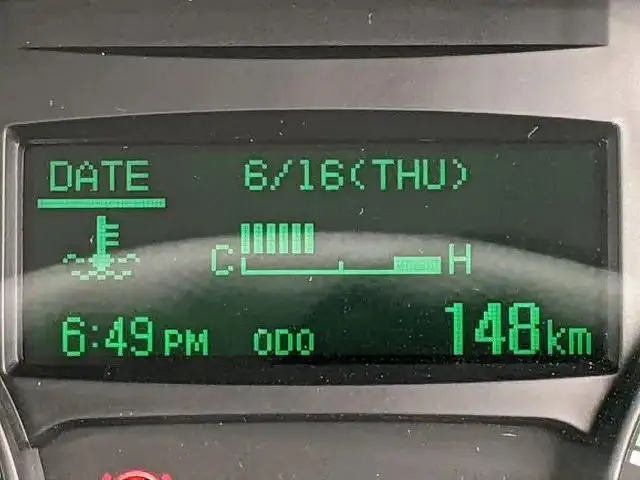 DATE 6/16(THU)
C H
6:49 PM ODO 148km